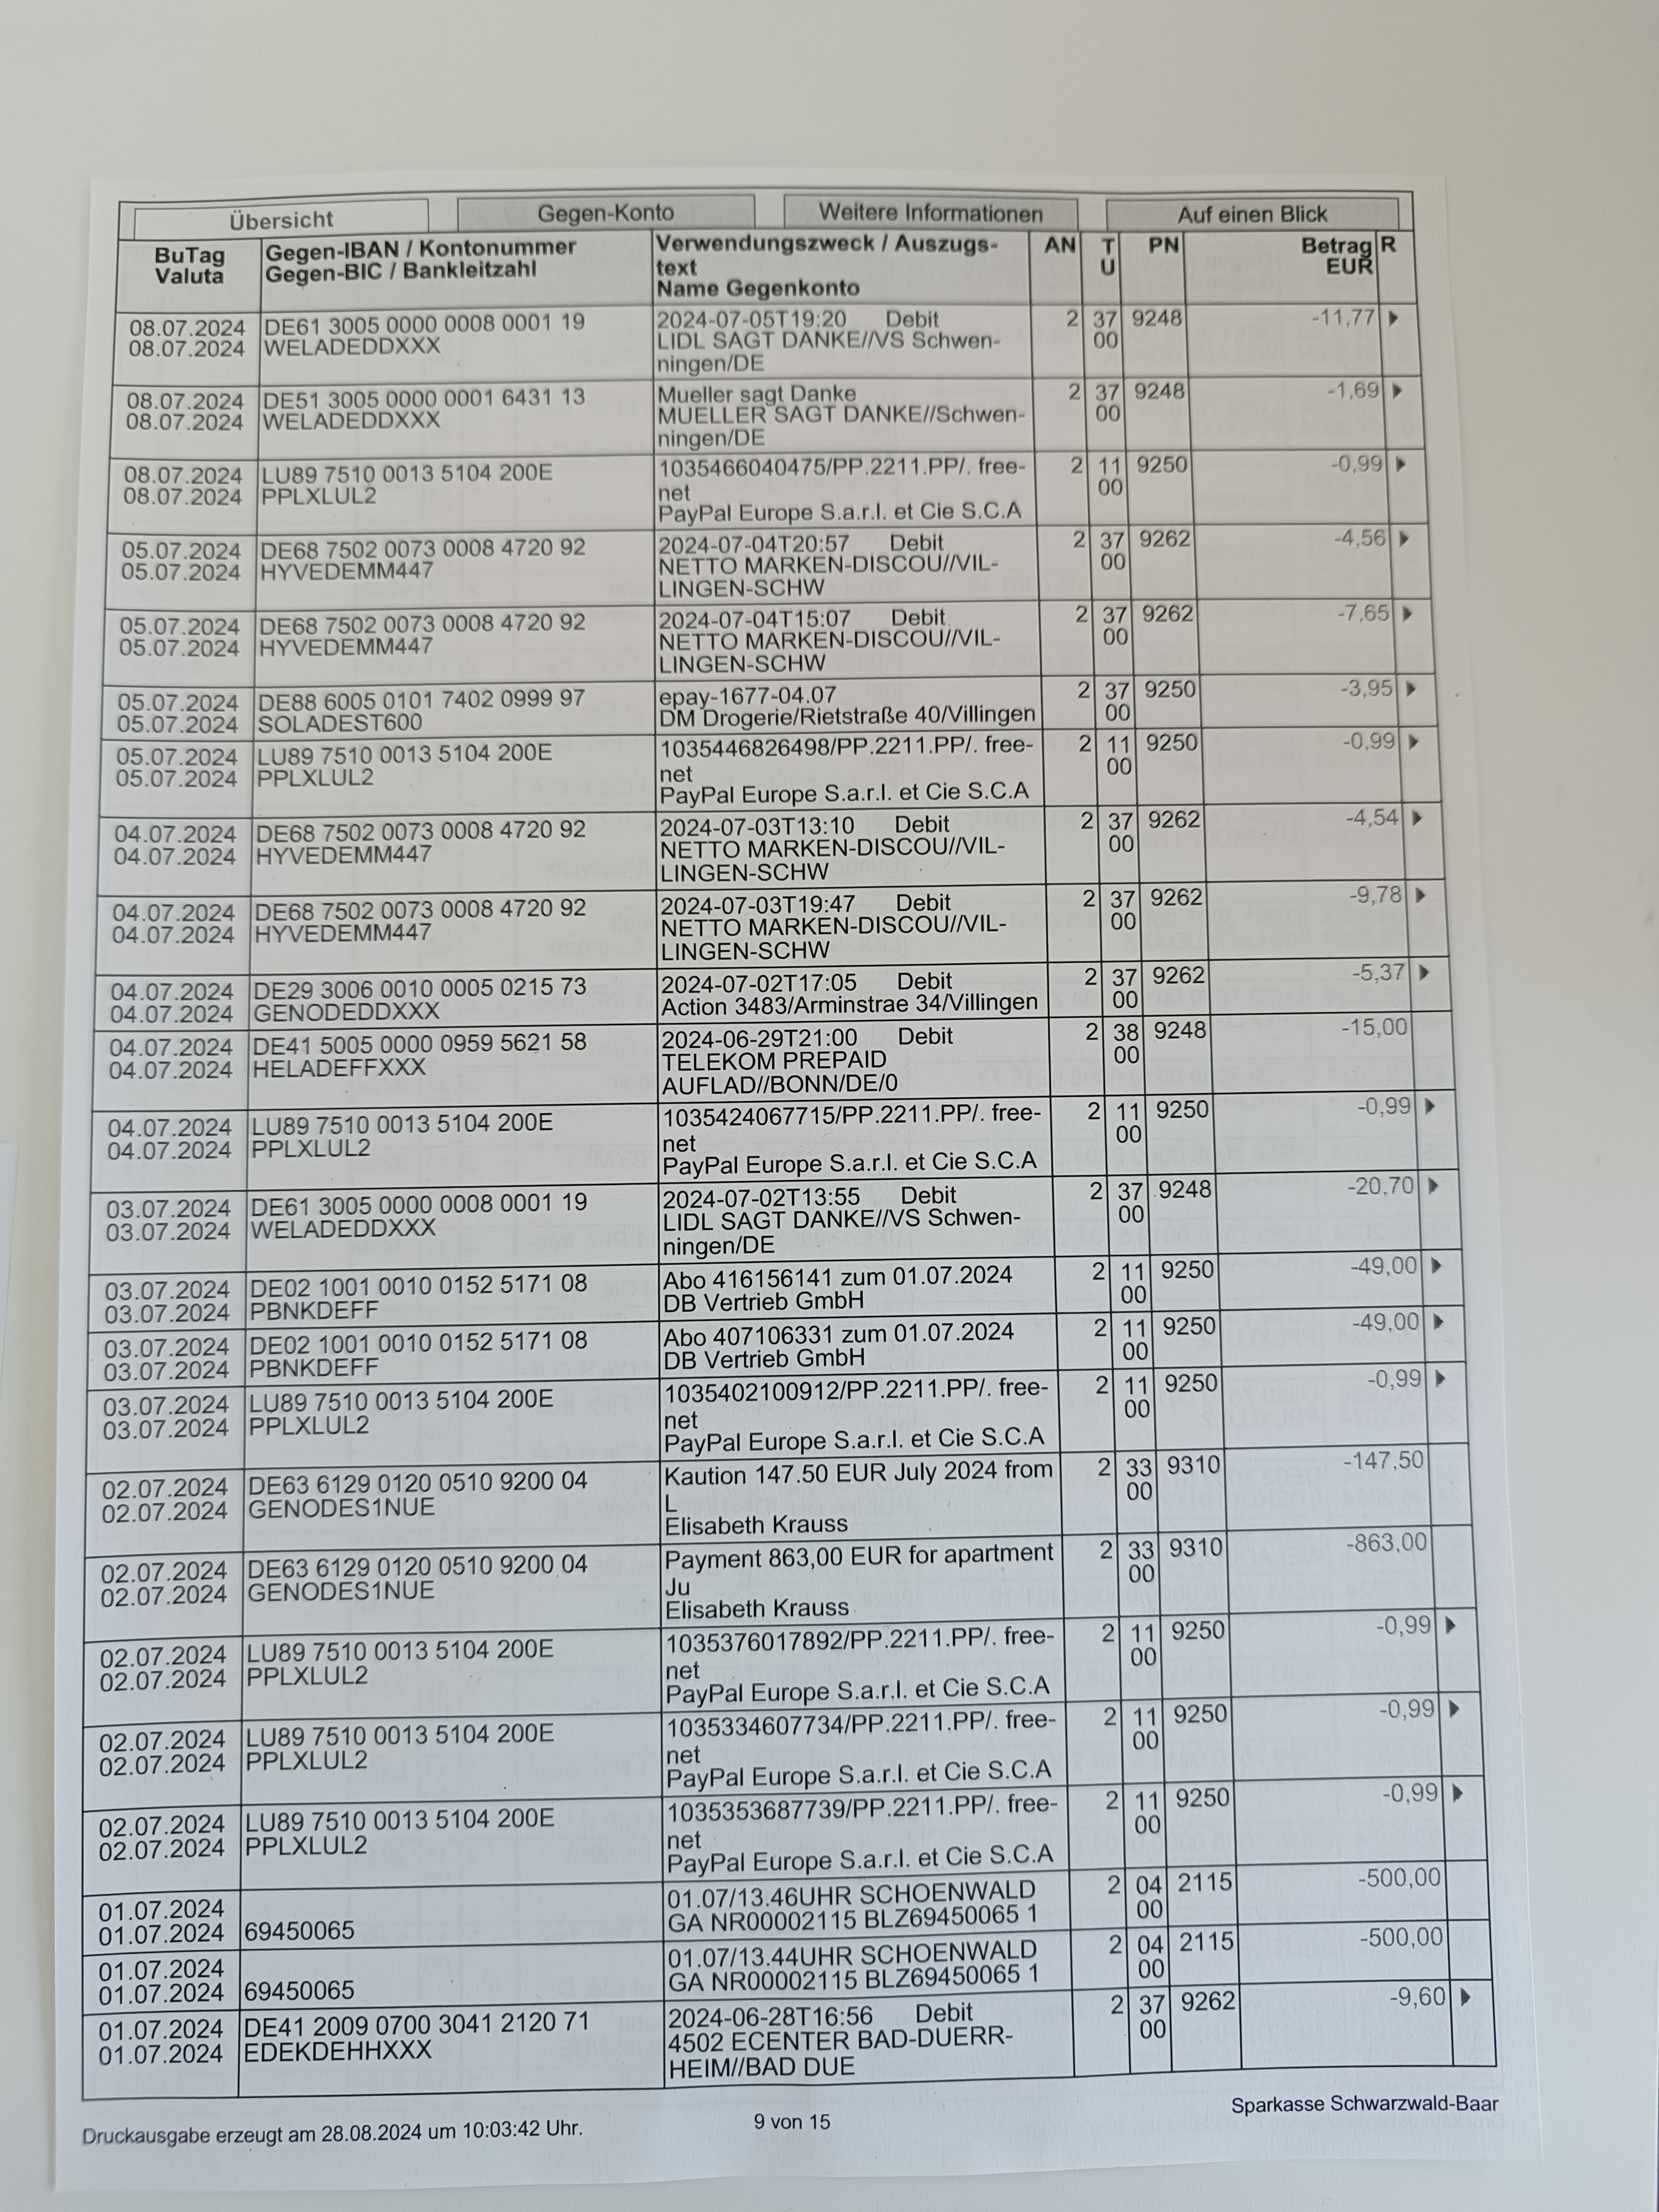 Übersicht Gegen-Konto Weitere Informationen Auf einen Blick
BuTag Valuta Gegen-IBAN / Kontonummer Gegen-BIC / Bankleitzahl Verwendungszweck / Auszugs- text Name Gegenkonto AN T U PN Betrag EUR R
08.07.2024 DE61 3005 0000 0008 0001 19 2024-07-05T19:20 Debit 2 37 9248 -11,77
08.07.2024 WELADEDDXXX LIDL SAGT DANKE//VS Schwen- 00
ningen/DE
08.07.2024 DE51 3005 0000 0001 6431 13 Mueller sagt Danke 2 37 9248 -1,69
08.07.2024 WELADEDDXXX MUELLER SAGT DANKE//Schwen- 00
ningen/DE
08.07.2024 LU89 7510 0013 5104 200E 1035466040475/PP.2211.PP/. free- 2 11 9250 -0,99
08.07.2024 PPLXLUL2 net 00
PayPal Europe S.a.r.l. et Cie S.C.A
05.07.2024 DE68 7502 0073 0008 4720 92 2024-07-04T20:57 Debit 2 37 9262 -4,56
05.07.2024 HYVEDEMM447 NETTO MARKEN-DISCOU//VIL- 00
LINGEN-SCHW
05.07.2024 DE68 7502 0073 0008 4720 92 2024-07-04T15:07 Debit 2 37 9262 -7,65
05.07.2024 HYVEDEMM447 NETTO MARKEN-DISCOU//VIL- 00
LINGEN-SCHW
05.07.2024 DE88 6005 0101 7402 0999 97 epay-1677-04.07 2 37 9250 -3,95
05.07.2024 SOLADEST600 DM Drogerie/Rietstraße 40/Villingen 00
05.07.2024 LU89 7510 0013 5104 200E 1035446826498/PP.2211.PP/. free- 2 11 9250 -0,99
05.07.2024 PPLXLUL2 net 00
PayPal Europe S.a.r.l. et Cie S.C.A
04.07.2024 DE68 7502 0073 0008 4720 92 2024-07-03T13:10 Debit 2 37 9262 -4,54
04.07.2024 HYVEDEMM447 NETTO MARKEN-DISCOU//VIL- 00
LINGEN-SCHW
04.07.2024 DE68 7502 0073 0008 4720 92 2024-07-03T19:47 Debit 2 37 9262 -9,78
04.07.2024 HYVEDEMM447 NETTO MARKEN-DISCOU//VIL- 00
LINGEN-SCHW
04.07.2024 DE29 3006 0010 0005 0215 73 2024-07-02T17:05 Debit 2 37 9262 -5,37
04.07.2024 GENODEDDXXX Action 3483/Arminstrae 34/Villingen 00
04.07.2024 DE41 5005 0000 0959 5621 58 2024-06-29T21:00 Debit 2 38 9248 -15,00
04.07.2024 HELADEFFXXX TELEKOM PREPAID 00
AUFLAD//BONN/DE/0
04.07.2024 LU89 7510 0013 5104 200E 1035424067715/PP.2211.PP/. free- 2 11 9250 -0,99
04.07.2024 PPLXLUL2 net 00
PayPal Europe S.a.r.l. et Cie S.C.A
03.07.2024 DE61 3005 0000 0008 0001 19 2024-07-02T13:55 Debit 2 37 9248 -20,70
03.07.2024 WELADEDDXXX LIDL SAGT DANKE//VS Schwen- 00
ningen/DE
03.07.2024 DE02 1001 0010 0152 5171 08 Abo 416156141 zum 01.07.2024 2 11 9250 -49,00
03.07.2024 PBNKDEFF DB Vertrieb GmbH 00
03.07.2024 DE02 1001 0010 0152 5171 08 Abo 407106331 zum 01.07.2024 2 11 9250 -49,00
03.07.2024 PBNKDEFF DB Vertrieb GmbH 00
03.07.2024 LU89 7510 0013 5104 200E 1035402100912/PP.2211.PP/. free- 2 11 9250 -0,99
03.07.2024 PPLXLUL2 net 00
PayPal Europe S.a.r.l. et Cie S.C.A
02.07.2024 DE63 6129 0120 0510 9200 04 Kaution 147.50 EUR July 2024 from 2 33 9310 -147,50
02.07.2024 GENODES1NUE L 00
Elisabeth Krauss
02.07.2024 DE63 6129 0120 0510 9200 04 Payment 863,00 EUR for apartment 2 33 9310 -863,00
02.07.2024 GENODES1NUE Ju 00
Elisabeth Krauss
02.07.2024 LU89 7510 0013 5104 200E 1035376017892/PP.2211.PP/. free- 2 11 9250 -0,99
02.07.2024 PPLXLUL2 net 00
PayPal Europe S.a.r.l. et Cie S.C.A
02.07.2024 LU89 7510 0013 5104 200E 1035334607734/PP.2211.PP/. free- 2 11 9250 -0,99
02.07.2024 PPLXLUL2 net 00
PayPal Europe S.a.r.l. et Cie S.C.A
02.07.2024 LU89 7510 0013 5104 200E 1035353687739/PP.2211.PP/. free- 2 11 9250 -0,99
02.07.2024 PPLXLUL2 net 00
PayPal Europe S.a.r.l. et Cie S.C.A
01.07.2024 01.07/13.46UHR SCHOENWALD 2 04 2115 -500,00
01.07.2024 69450065 GA NR00002115 BLZ69450065 1 00
01.07.2024 01.07/13.44UHR SCHOENWALD 2 04 2115 -500,00
01.07.2024 69450065 GA NR00002115 BLZ69450065 1 00
01.07.2024 DE41 2009 0700 3041 2120 71 2024-06-28T16:56 Debit 2 37 9262 -9,60
01.07.2024 EDEKDEHHXXX 4502 ECENTER BAD-DUERR- 00
HEIM//BAD DUE
Druckausgabe erzeugt am 28.08.2024 um 10:03:42 Uhr. 9 von 15 Sparkasse Schwarzwald-Baar